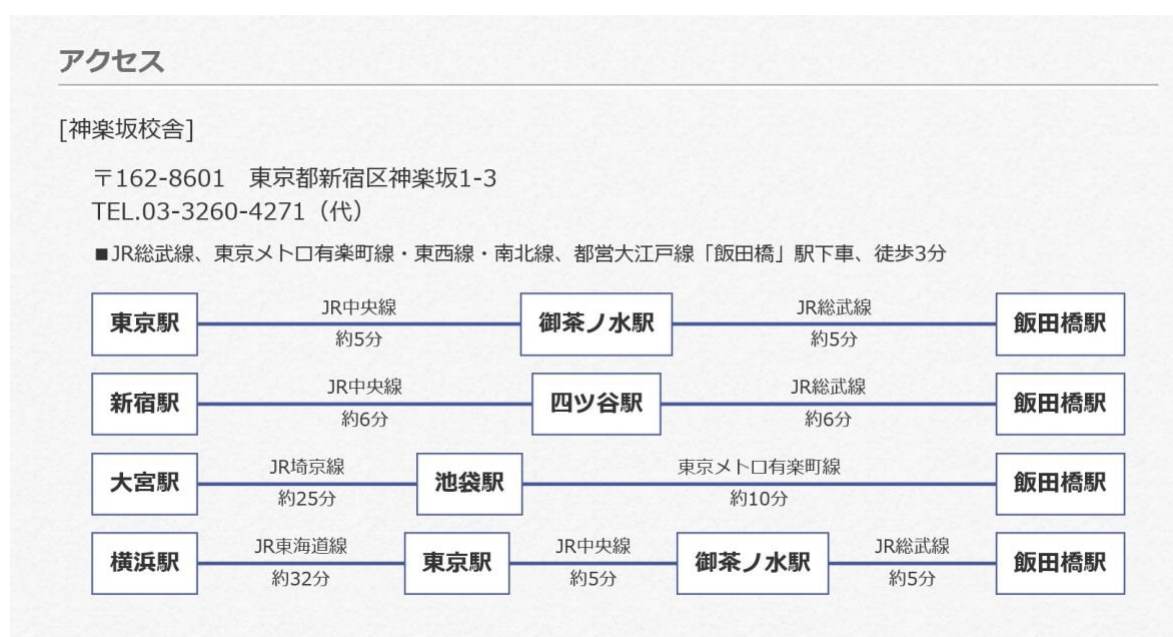 アクセス
[神楽坂校舎]
〒162-8601　東京都新宿区神楽坂1-3
TEL.03-3260-4271（代）
■JR総武線、東京メトロ有楽町線・東西線・南北線、都営大江戸線「飯田橋」駅下車、徒歩3分
東京駅 JR中央線 約5分 御茶ノ水駅 JR総武線 約5分 飯田橋駅
新宿駅 JR中央線 約6分 四ツ谷駅 JR総武線 約6分 飯田橋駅
大宮駅 JR埼京線 約25分 池袋駅 東京メトロ有楽町線 約10分 飯田橋駅
横浜駅 JR東海道線 約32分 東京駅 JR中央線 約5分 御茶ノ水駅 JR総武線 約5分 飯田橋駅